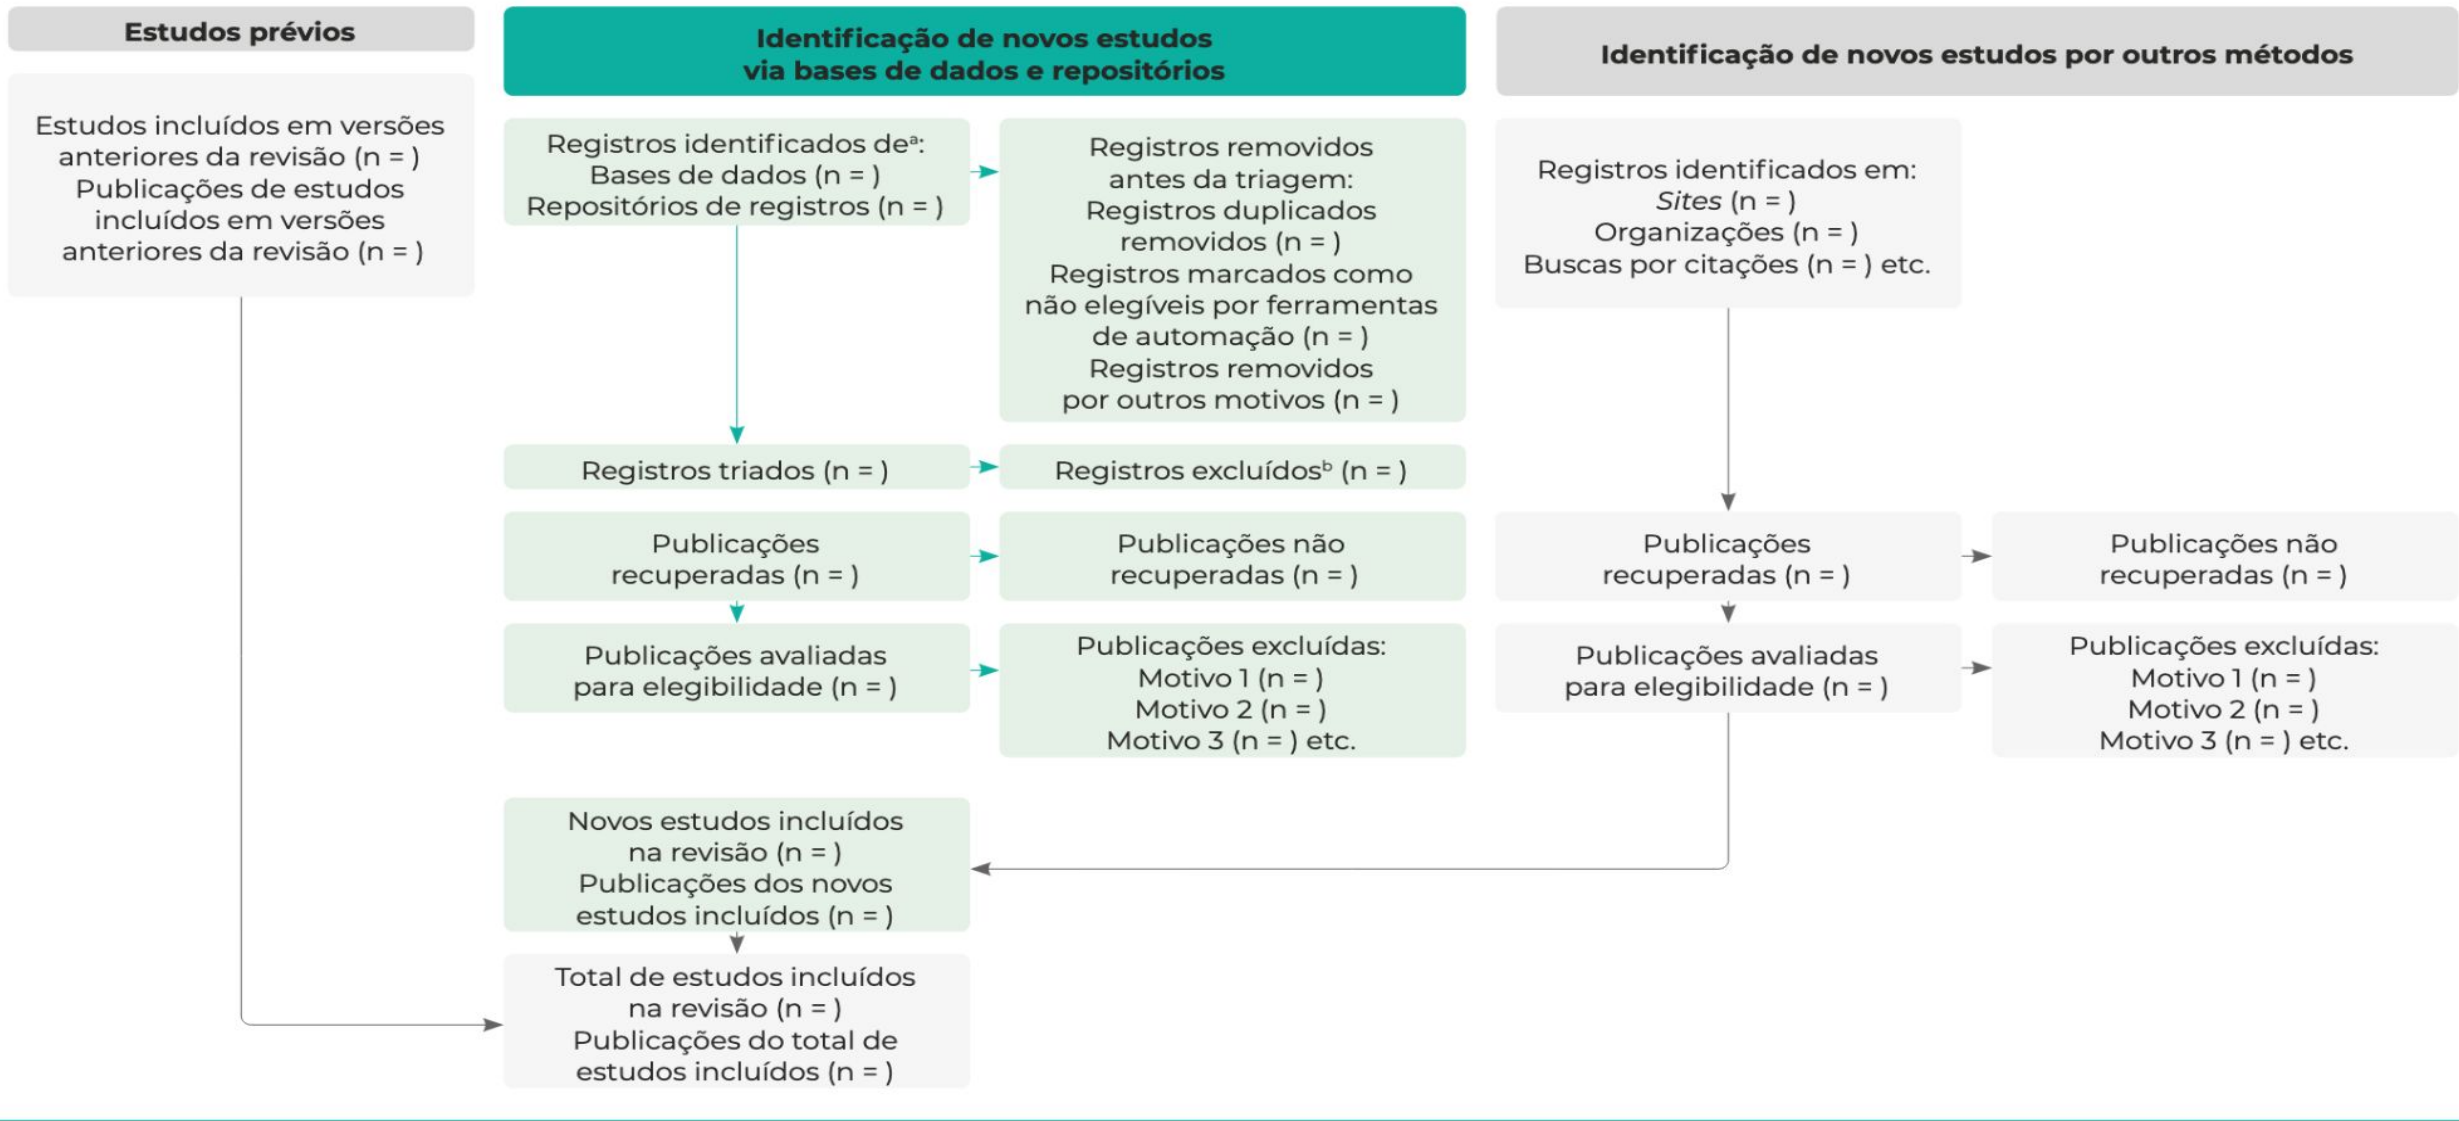 Estudos prévios
Estudos incluídos em versões
anteriores da revisão (n = )
Publicações de estudos
incluídos em versões
anteriores da revisão (n = )
Identificação de novos estudos
via bases de dados e repositórios
Registros identificados deª:
Bases de dados (n = )
Repositórios de registros (n = )
Registros removidos
antes da triagem:
Registros duplicados
removidos (n = )
Registros marcados como
não elegíveis por ferramentas
de automação (n = )
Registros removidos
por outros motivos (n = )
Registros triados (n = )
Registros excluídosᵇ (n = )
Publicações
recuperadas (n = )
Publicações não
recuperadas (n = )
Publicações avaliadas
para elegibilidade (n = )
Publicações excluídas:
Motivo 1 (n = )
Motivo 2 (n = )
Motivo 3 (n = ) etc.
Novos estudos incluídos
na revisão (n = )
Publicações dos novos
estudos incluídos (n = )
Total de estudos incluídos
na revisão (n = )
Publicações do total de
estudos incluídos (n = )
Identificação de novos estudos por outros métodos
Registros identificados em:
Sites (n = )
Organizações (n = )
Buscas por citações (n = ) etc.
Publicações
recuperadas (n = )
Publicações não
recuperadas (n = )
Publicações avaliadas
para elegibilidade (n = )
Publicações excluídas:
Motivo 1 (n = )
Motivo 2 (n = )
Motivo 3 (n = ) etc.